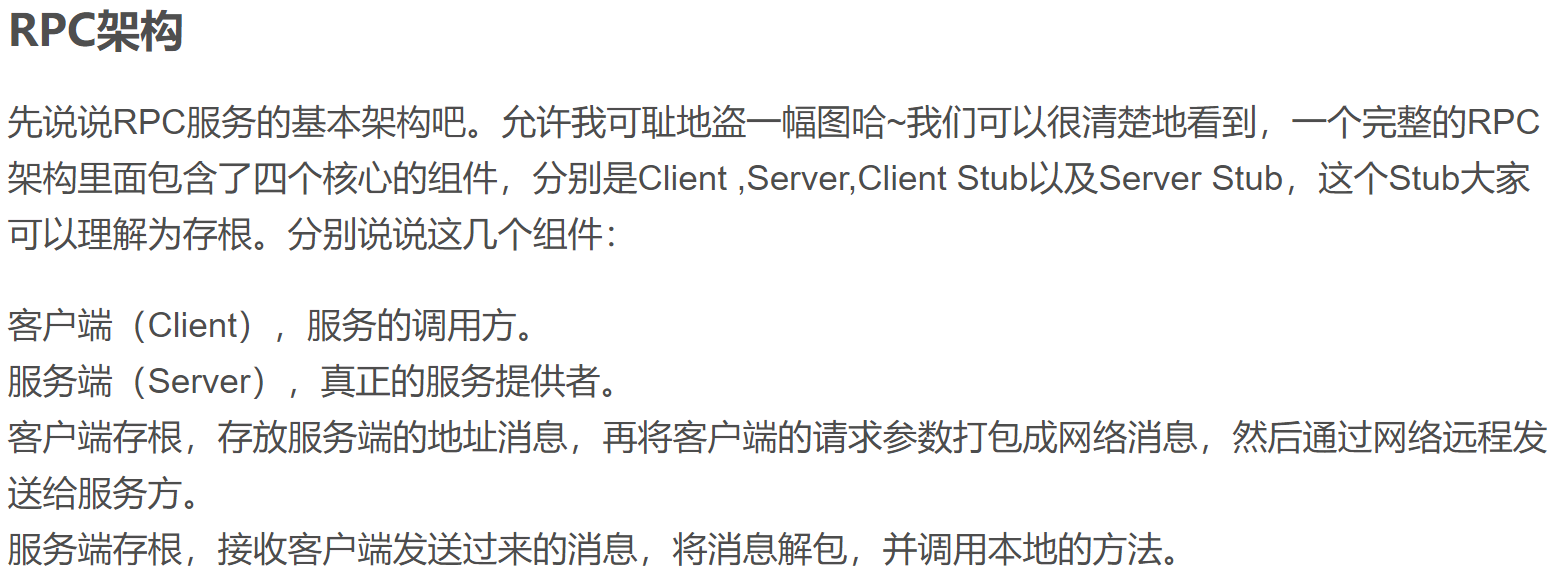 RPC架构
先说说RPC服务的基本架构吧。允许我可耻地盗一幅图哈~我们可以很清楚地看到，一个完整的RPC
架构里面包含了四个核心的组件，分别是Client ,Server,Client Stub以及Server Stub，这个Stub大家
可以理解为存根。分别说说这几个组件：
客户端（Client），服务的调用方。
服务端（Server），真正的服务提供者。
客户端存根，存放服务端的地址消息，再将客户端的请求参数打包成网络消息，然后通过网络远程发
送给服务方。
服务端存根，接收客户端发送过来的消息，将消息解包，并调用本地的方法。